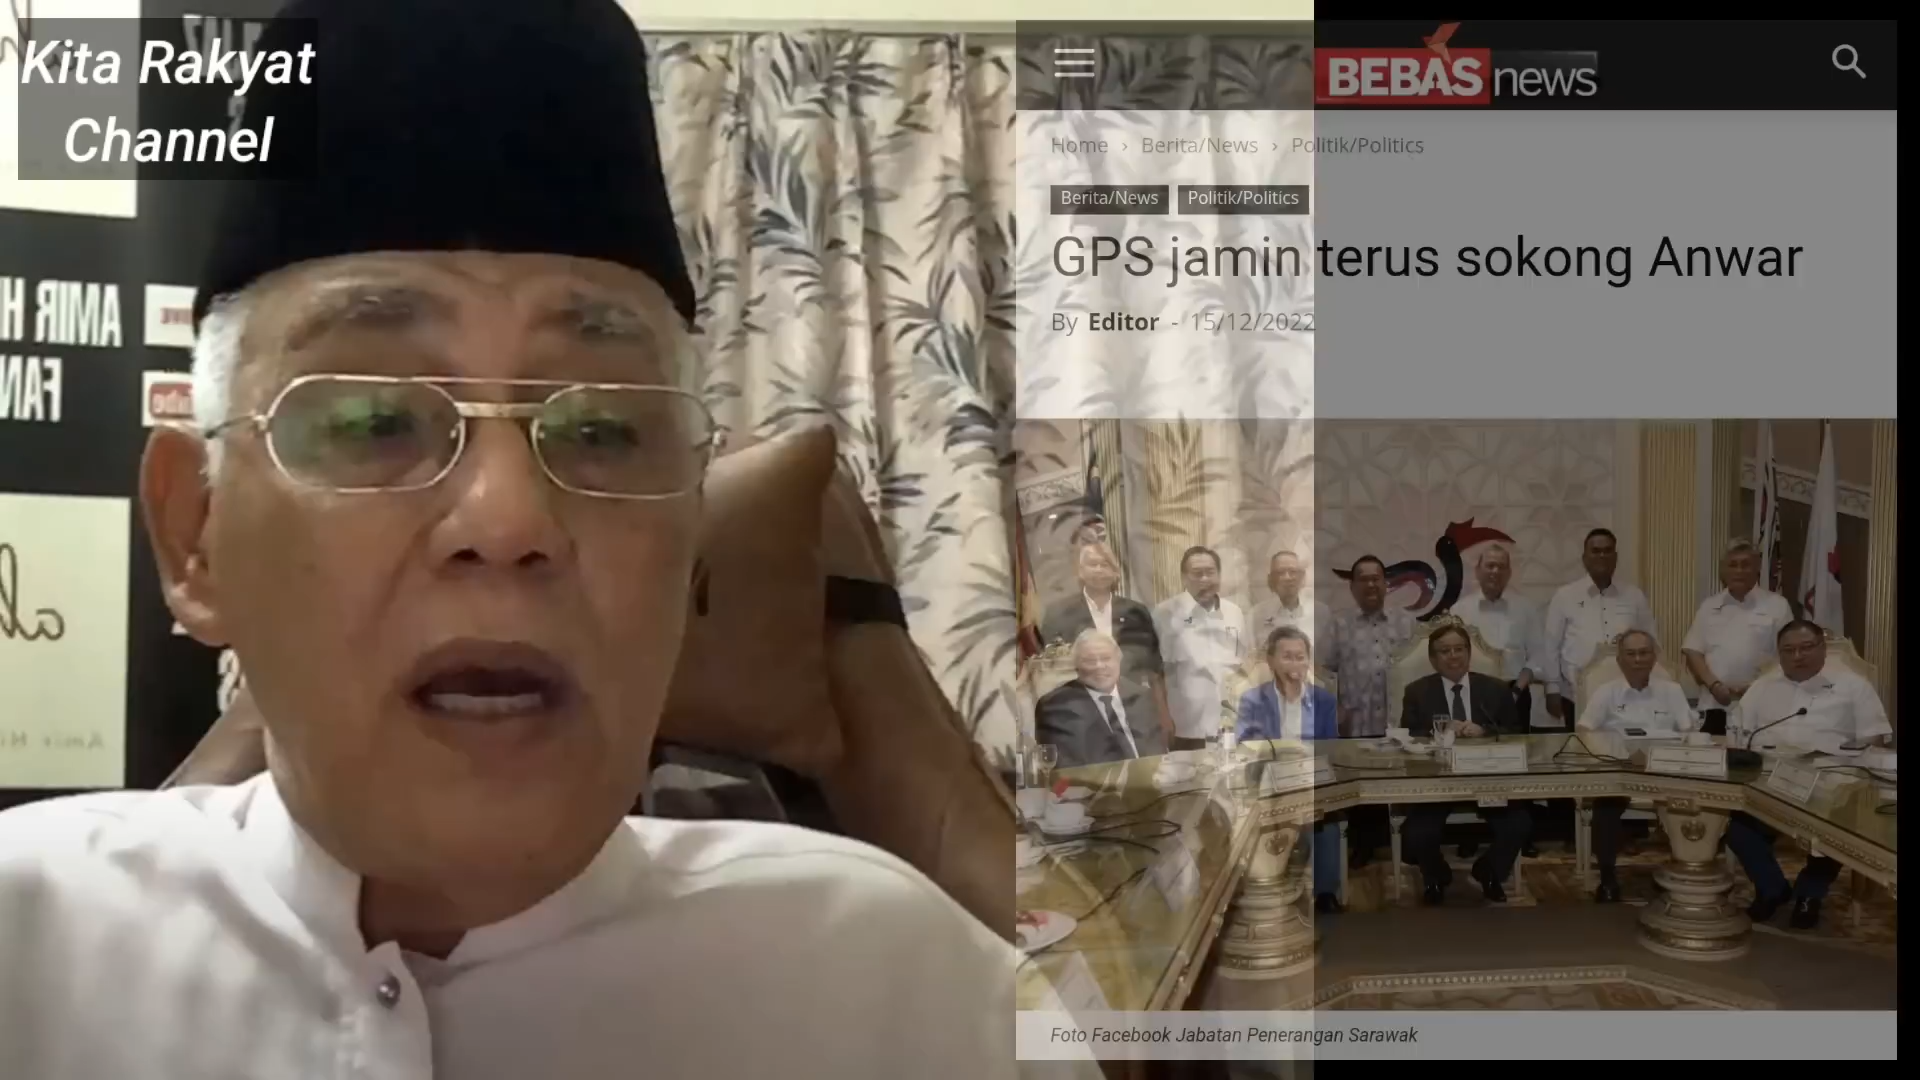 Kita Rakyat
Channel
AMIR H
FAN
BEBAS news
Home › Berita/News › Politik/Politics
Berita/News Politik/Politics
GPS jamin terus sokong Anwar
By Editor - 15/12/2022
Foto Facebook Jabatan Penerangan Sarawak